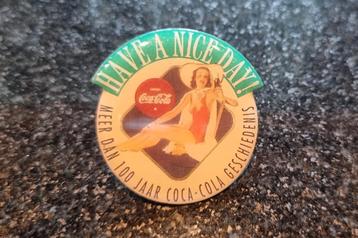 HAVE A NICE DAY!
Coca-Cola
MEER DAN 100 JAAR COCA-COLA GESCHIEDENIS